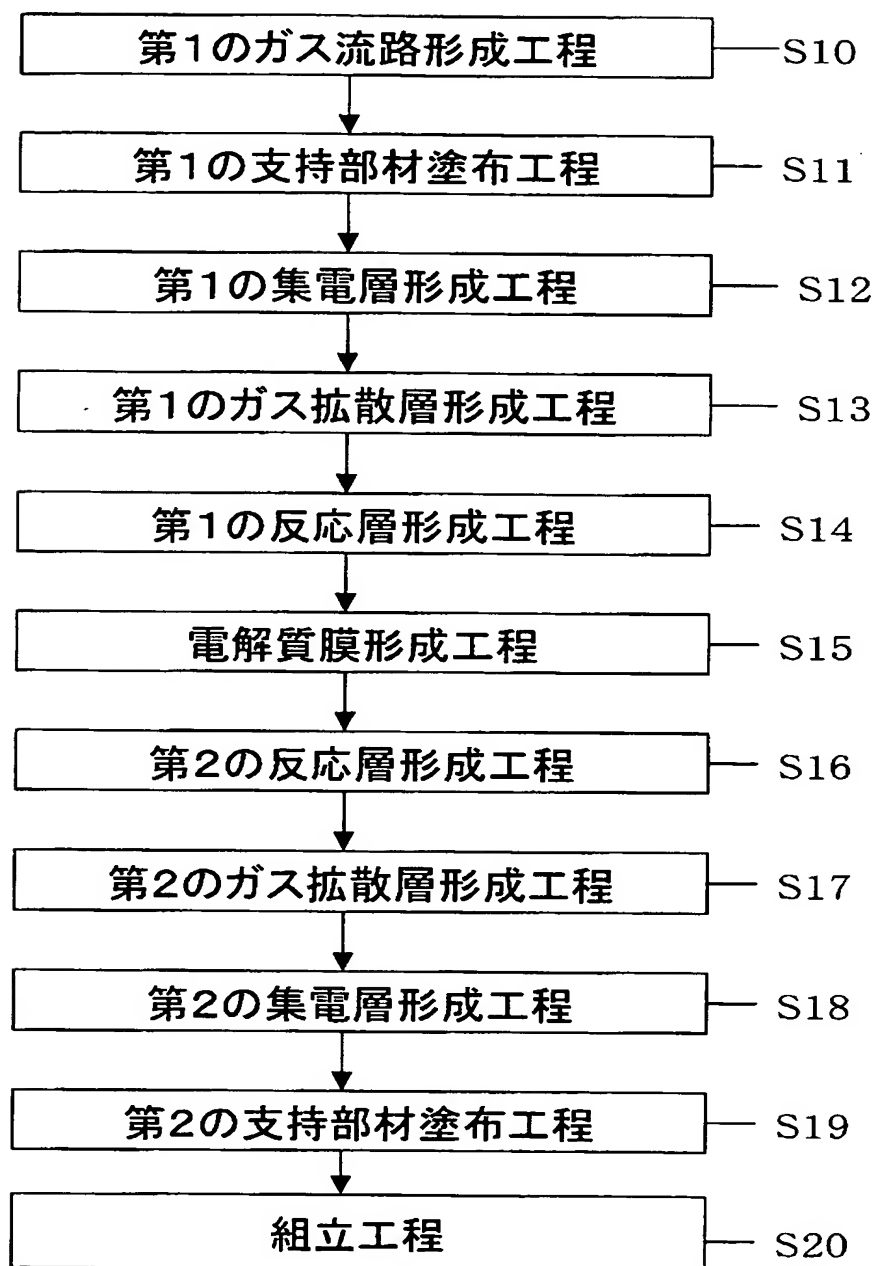 第1のガス流路形成工程 S10
第1の支持部材塗布工程 S11
第1の集電層形成工程 S12
第1のガス拡散層形成工程 S13
第1の反応層形成工程 S14
電解質膜形成工程 S15
第2の反応層形成工程 S16
第2のガス拡散層形成工程 S17
第2の集電層形成工程 S18
第2の支持部材塗布工程 S19
組立工程 S20